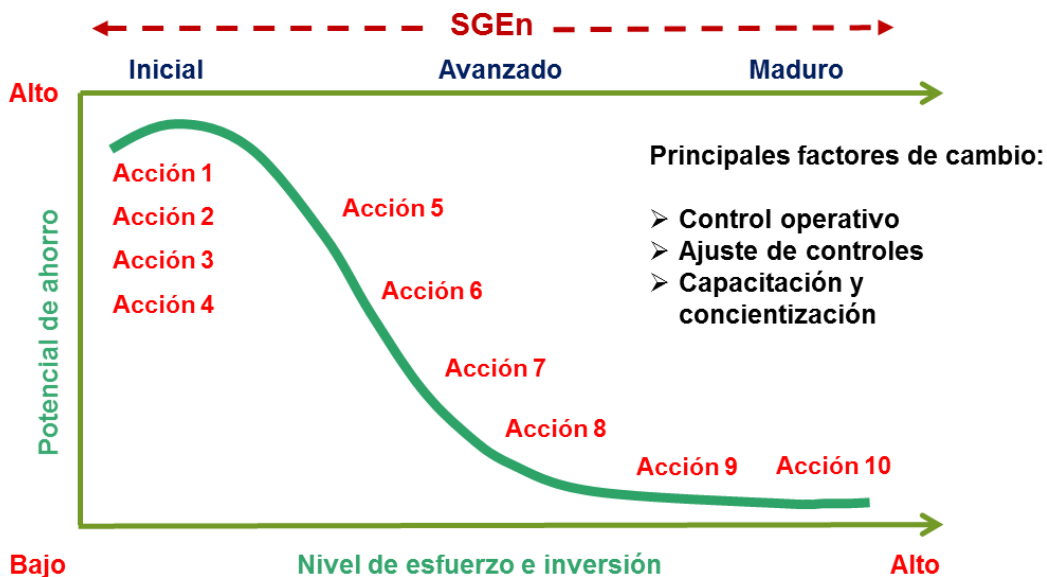 SGEn
Inicial
Avanzado
Maduro
Alto
Principales factores de cambio:
Acción 1
Acción 2
Acción 3
Acción 4
Acción 5
Acción 6
Acción 7
Acción 8
Acción 9
Acción 10
➢ Control operativo
➢ Ajuste de controles
➢ Capacitación y
concientización
Potencial de ahorro
Bajo
Nivel de esfuerzo e inversión
Alto